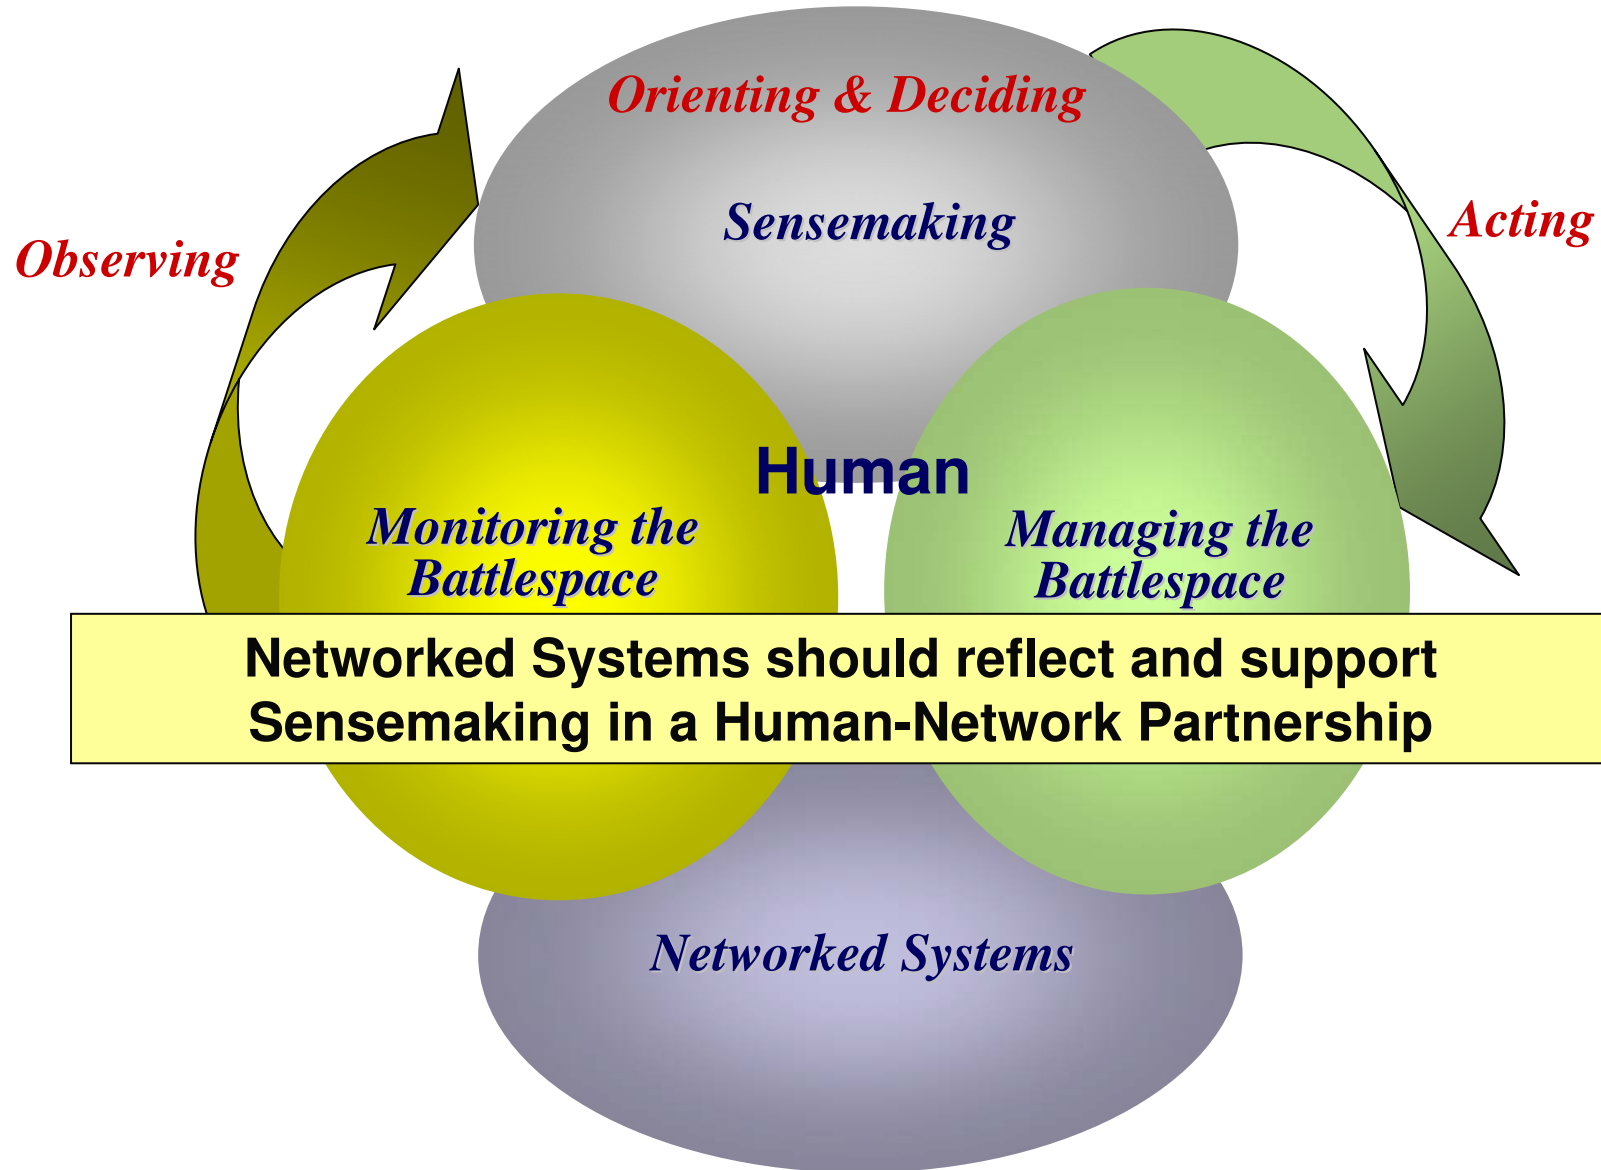 Orienting & Deciding
Sensemaking
Acting
Observing
Human
Monitoring the
Battlespace
Managing the
Battlespace
Networked Systems should reflect and support
Sensemaking in a Human-Network Partnership
Networked Systems